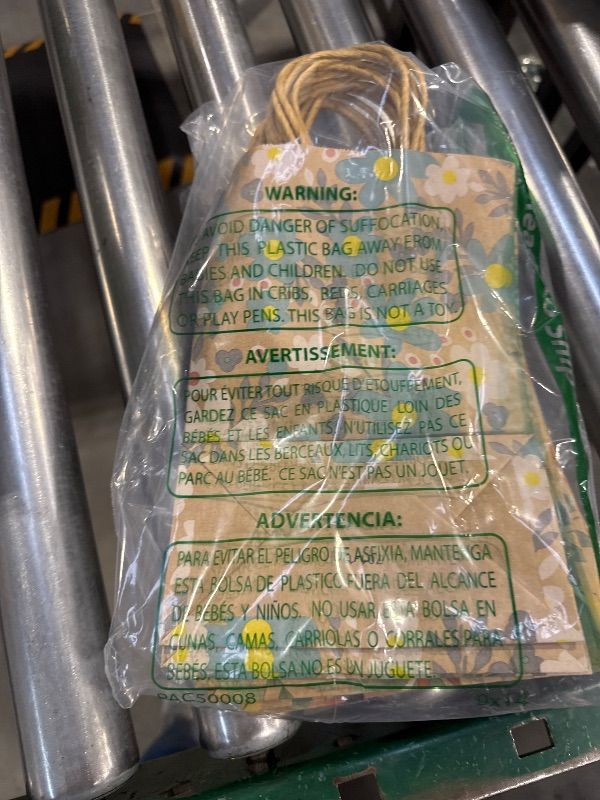 WARNING:
AVOID DANGER OF SUFFOCATION,
KEEP THIS PLASTIC BAG AWAY FROM
BABIES AND CHILDREN. DO NOT USE
THIS BAG IN CRIBS, BEDS, CARRIAGES
OR PLAY PENS. THIS BAG IS NOT A TOY.
AVERTISSEMENT:
POUR ÉVITER TOUT RISQUE D'ÉTOUFFEMENT,
GARDEZ CE SAC EN PLASTIQUE LOIN DES
BÉBÉS ET LES ENFANTS. N'UTILISEZ PAS CE
SAC DANS LES BERCEAUX, LITS, CHARIOTS OU
PARC AU BÉBÉ. CE SAC N'EST PAS UN JOUET.
ADVERTENCIA:
PARA EVITAR EL PELIGRO DE ASFIXIA, MANTENGA
ESTA BOLSA DE PLASTICO FUERA DEL ALCANCE
DE BEBÉS Y NIÑOS. NO USAR ESTA BOLSA EN
CUNAS, CAMAS, CARRIOLAS O CORRALES PARA
BEBÉS, ESTA BOLSA NO ES UN JUGUETE
PAC50008